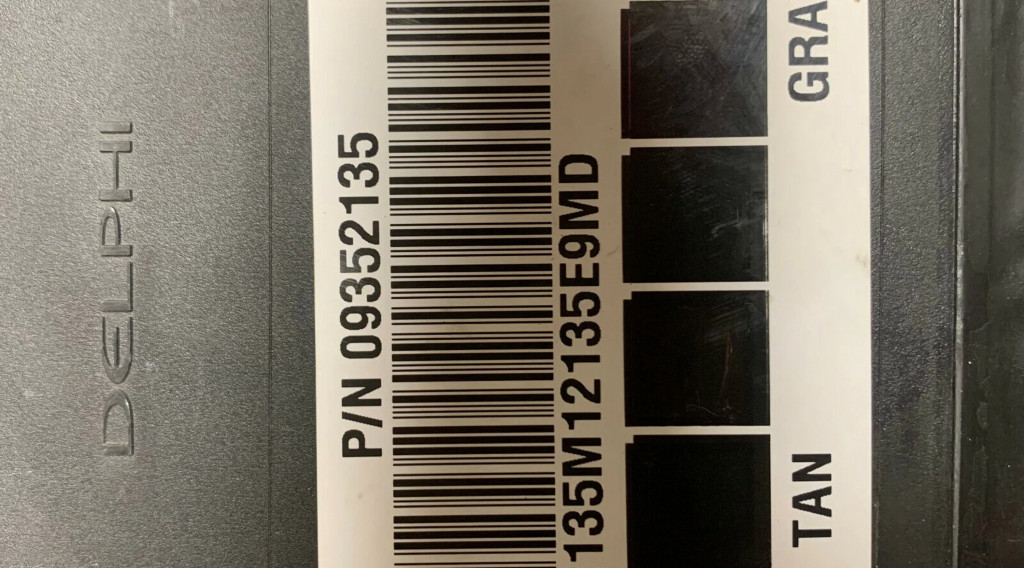 DELPHI
P/N 09352135
135M12135E9MD
TAN GRA